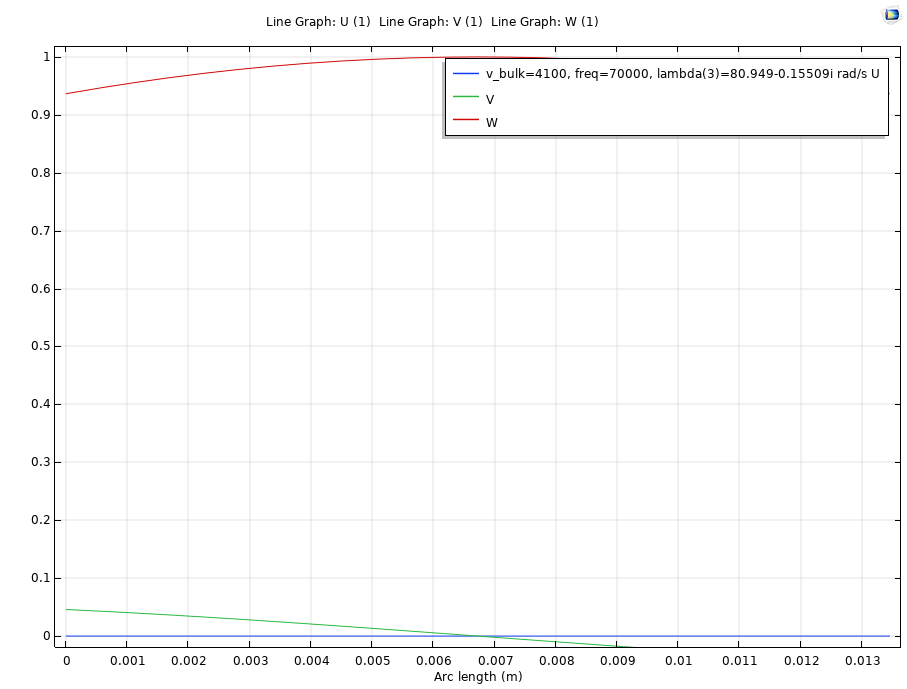 Line Graph: U (1)  Line Graph: V (1)  Line Graph: W (1)
1
v_bulk=4100, freq=70000, lambda(3)=80.949-0.15509i rad/s U
V
W
0.9
0.8
0.7
0.6
0.5
0.4
0.3
0.2
0.1
0
0 0.001 0.002 0.003 0.004 0.005 0.006 0.007 0.008 0.009 0.01 0.011 0.012 0.013
Arc length (m)